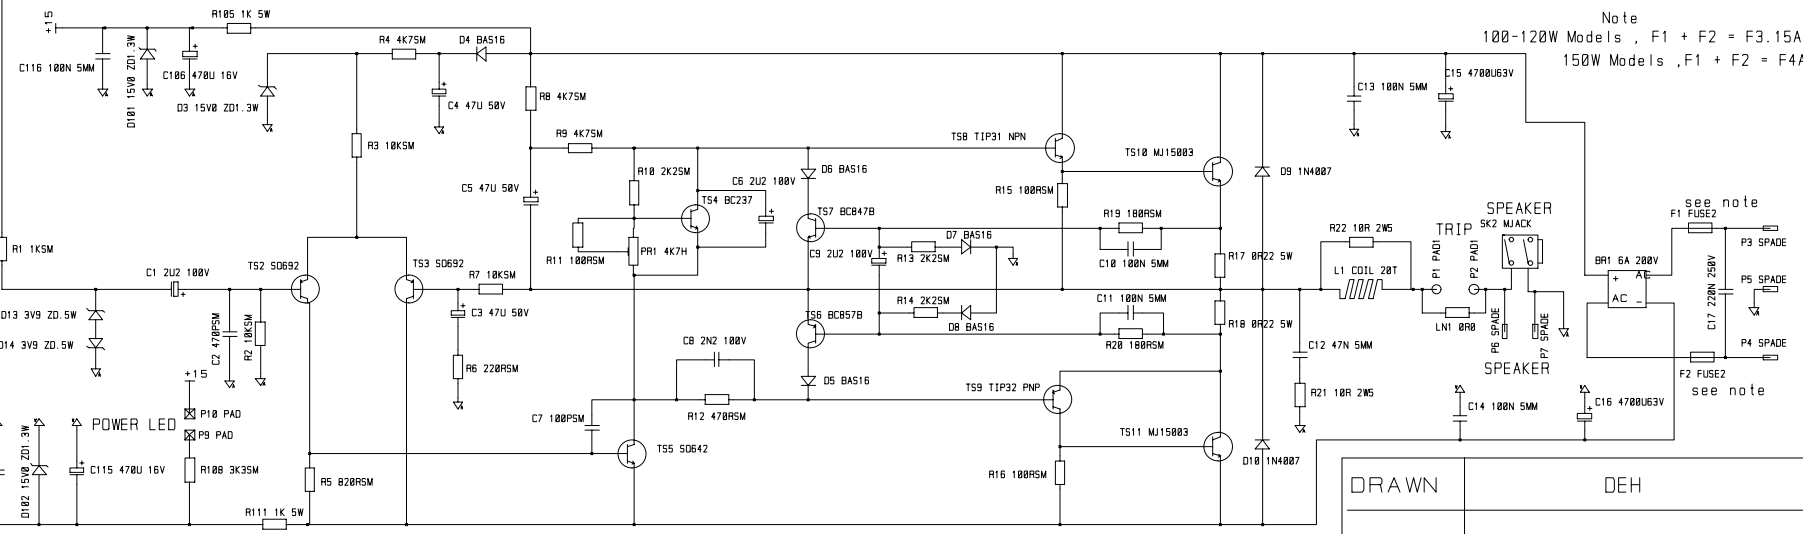 Note
100-120W Models , F1 + F2 = F3.15A
150W Models ,F1 + F2 = F4A
+15
R105 1K 5W
C116 100N 5MM
D101 15V0 ZD1.3W
C106 470U 16V
D3 15V0 ZD1.3W
R4 4K7SM
D4 BAS16
C4 47U 50V
R8 4K7SM
R3 10KSM
R9 4K7SM
C5 47U 50V
R10 2K2SM
C6 2U2 100V
TS4 BC237
R11 100RSM
PR1 4K7H
D6 BAS16
TS7 BC847B
C9 2U2 100V
R13 2K2SM
D7 BAS16
R14 2K2SM
D8 BAS16
TS6 BC857B
D5 BAS16
TS8 TIP31 NPN
R15 100RSM
TS10 MJ15003
R19 180RSM
C10 100N 5MM
C11 100N 5MM
R20 180RSM
R17 0R22 5W
R18 0R22 5W
D9 1N4007
C13 100N 5MM
C15 4700U63V
R22 10R 2W5
L1 COIL 20T
TRIP
P1 PAD1
P2 PAD1
LN1 0R0
SPEAKER
SK2 MJACK
P6 SPADE
P7 SPADE
SPEAKER
BR1 6A 200V
+ AC
AC -
see note
F1 FUSE2
P3 SPADE
C17 220N 250V
P5 SPADE
P4 SPADE
F2 FUSE2
see note
R1 1KSM
C1 2U2 100V
TS2 SO692
TS3 SO692
R7 10KSM
D13 3V9 ZD.5W
D14 3V9 ZD.5W
C2 470PSM
R2 10KSM
C3 47U 50V
R6 220RSM
C8 2N2 100V
R12 470RSM
C7 100PSM
TS5 SO642
TS9 TIP32 PNP
TS11 MJ15003
R16 100RSM
D10 1N4007
C12 47N 5MM
R21 10R 2W5
C14 100N 5MM
C16 4700U63V
+15
POWER LED
P10 PAD
P9 PAD
D102 15V0 ZD1.3W
C115 470U 16V
R108 3K3SM
R5 820RSM
R111 1K 5W
DRAWN
DEH